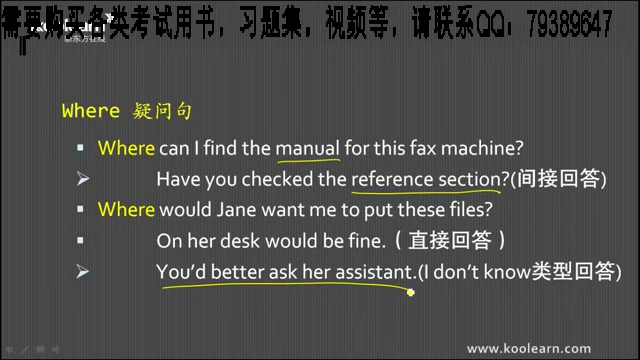 需要购买各类考试用书，习题集，视频等，请联系QQ：79389647
Where 疑问句
Where can I find the manual for this fax machine?
Have you checked the reference section?(间接回答)
Where would Jane want me to put these files?
On her desk would be fine.（直接回答）
You'd better ask her assistant.(I don't know类型回答)
www.koolearn.com